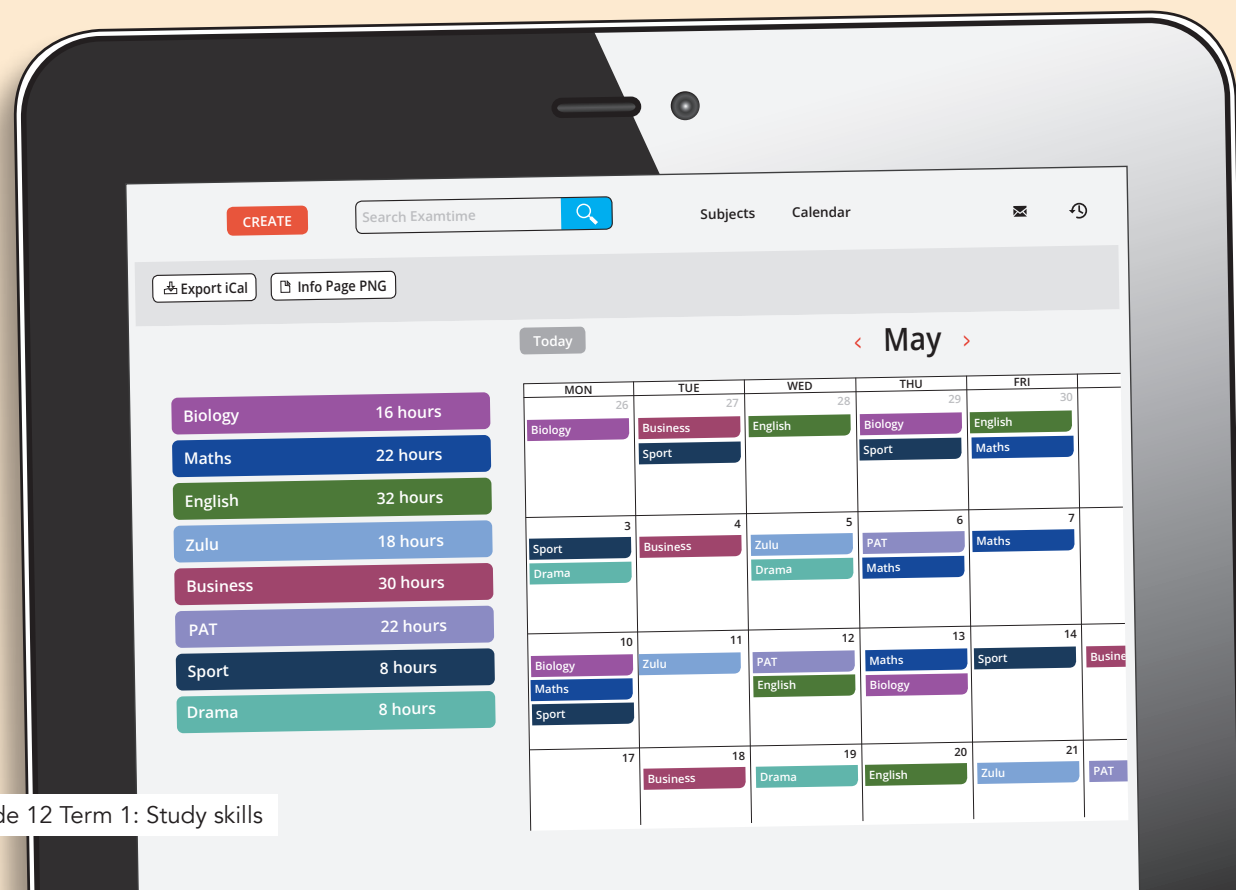 CREATE
Search Examtime
Subjects Calendar
Export iCal Info Page PNG
Today
< May >
Biology 16 hours
Maths 22 hours
English 32 hours
Zulu 18 hours
Business 30 hours
PAT 22 hours
Sport 8 hours
Drama 8 hours
MON TUE WED THU FRI
26 27 28 29 30
Biology Business English Biology English
Sport Sport Maths
3 4 5 6 7
Sport Business Zulu PAT Maths
Drama Drama Maths
10 11 12 13 14
Biology Zulu PAT Maths Sport Busine
Maths English Biology
Sport
17 18 19 20 21
Business Drama English Zulu PAT
de 12 Term 1: Study skills